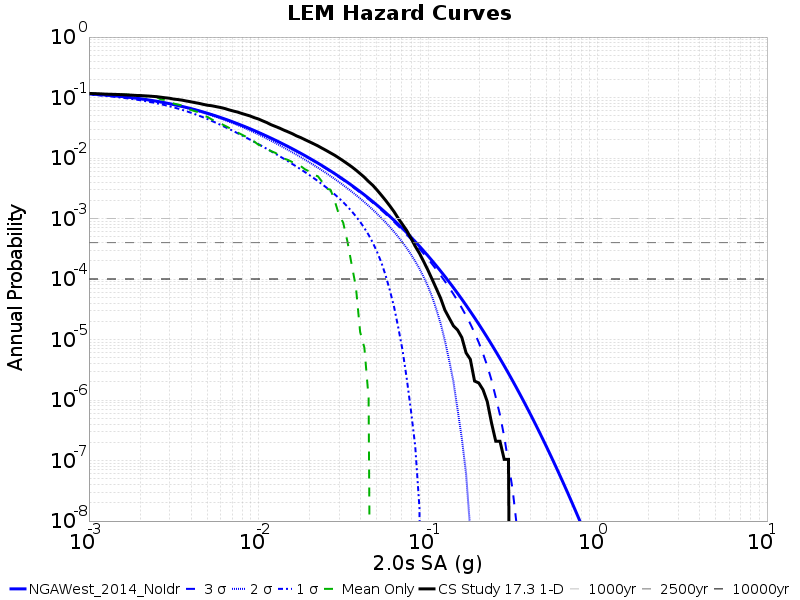 LEM Hazard Curves
10^0
10^-1
10^-2
10^-3
10^-4
10^-5
10^-6
10^-7
10^-8
Annual Probability
10^-3 10^-2 10^-1 10^0 10^1
2.0s SA (g)
NGAWest_2014_NoIdr 3 σ 2 σ 1 σ Mean Only CS Study 17.3 1-D 1000yr 2500yr 10000yr